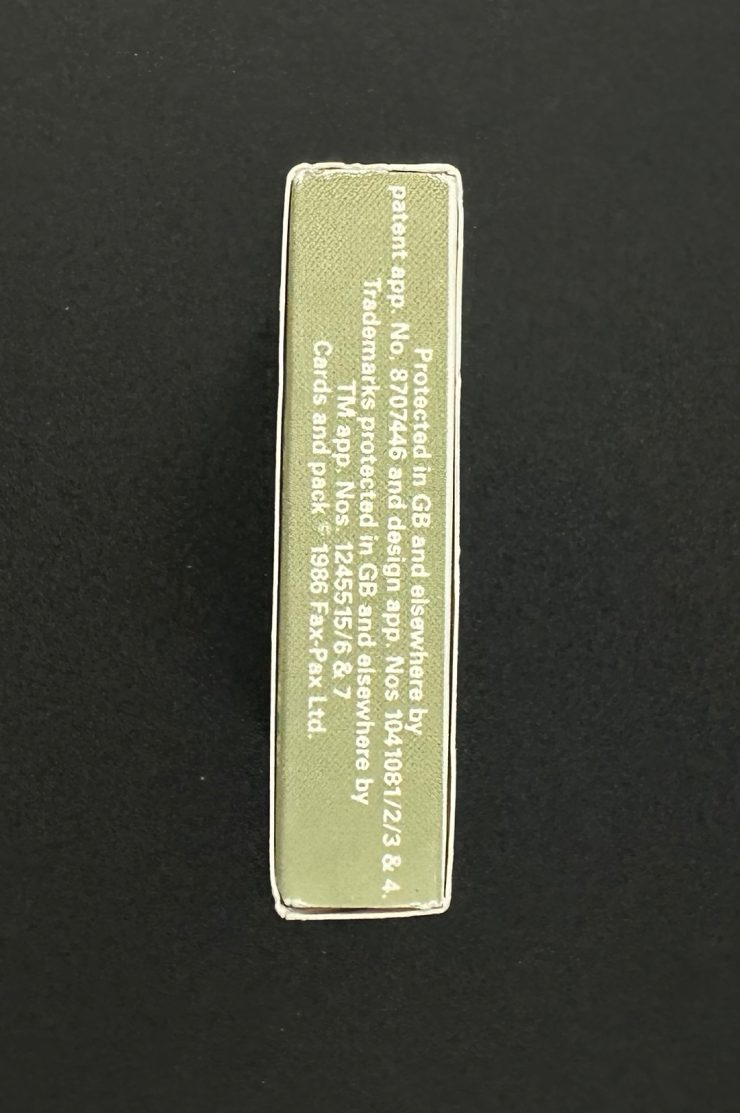 Protected in GB and elsewhere by
patent app. No. 8707446 and design app. Nos 1041081/2/3 & 4.
Trademarks protected in GB and elsewhere by
TM app. Nos. 1245515/6 & 7
Cards and pack © 1986 Fax-Pax Ltd.